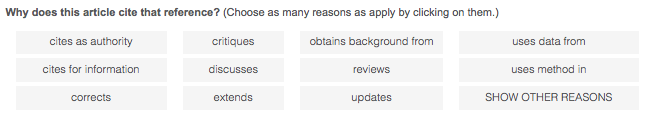 Why does this article cite that reference? (Choose as many reasons as apply by clicking on them.)
cites as authority critiques obtains background from uses data from
cites for information discusses reviews uses method in
corrects extends updates SHOW OTHER REASONS